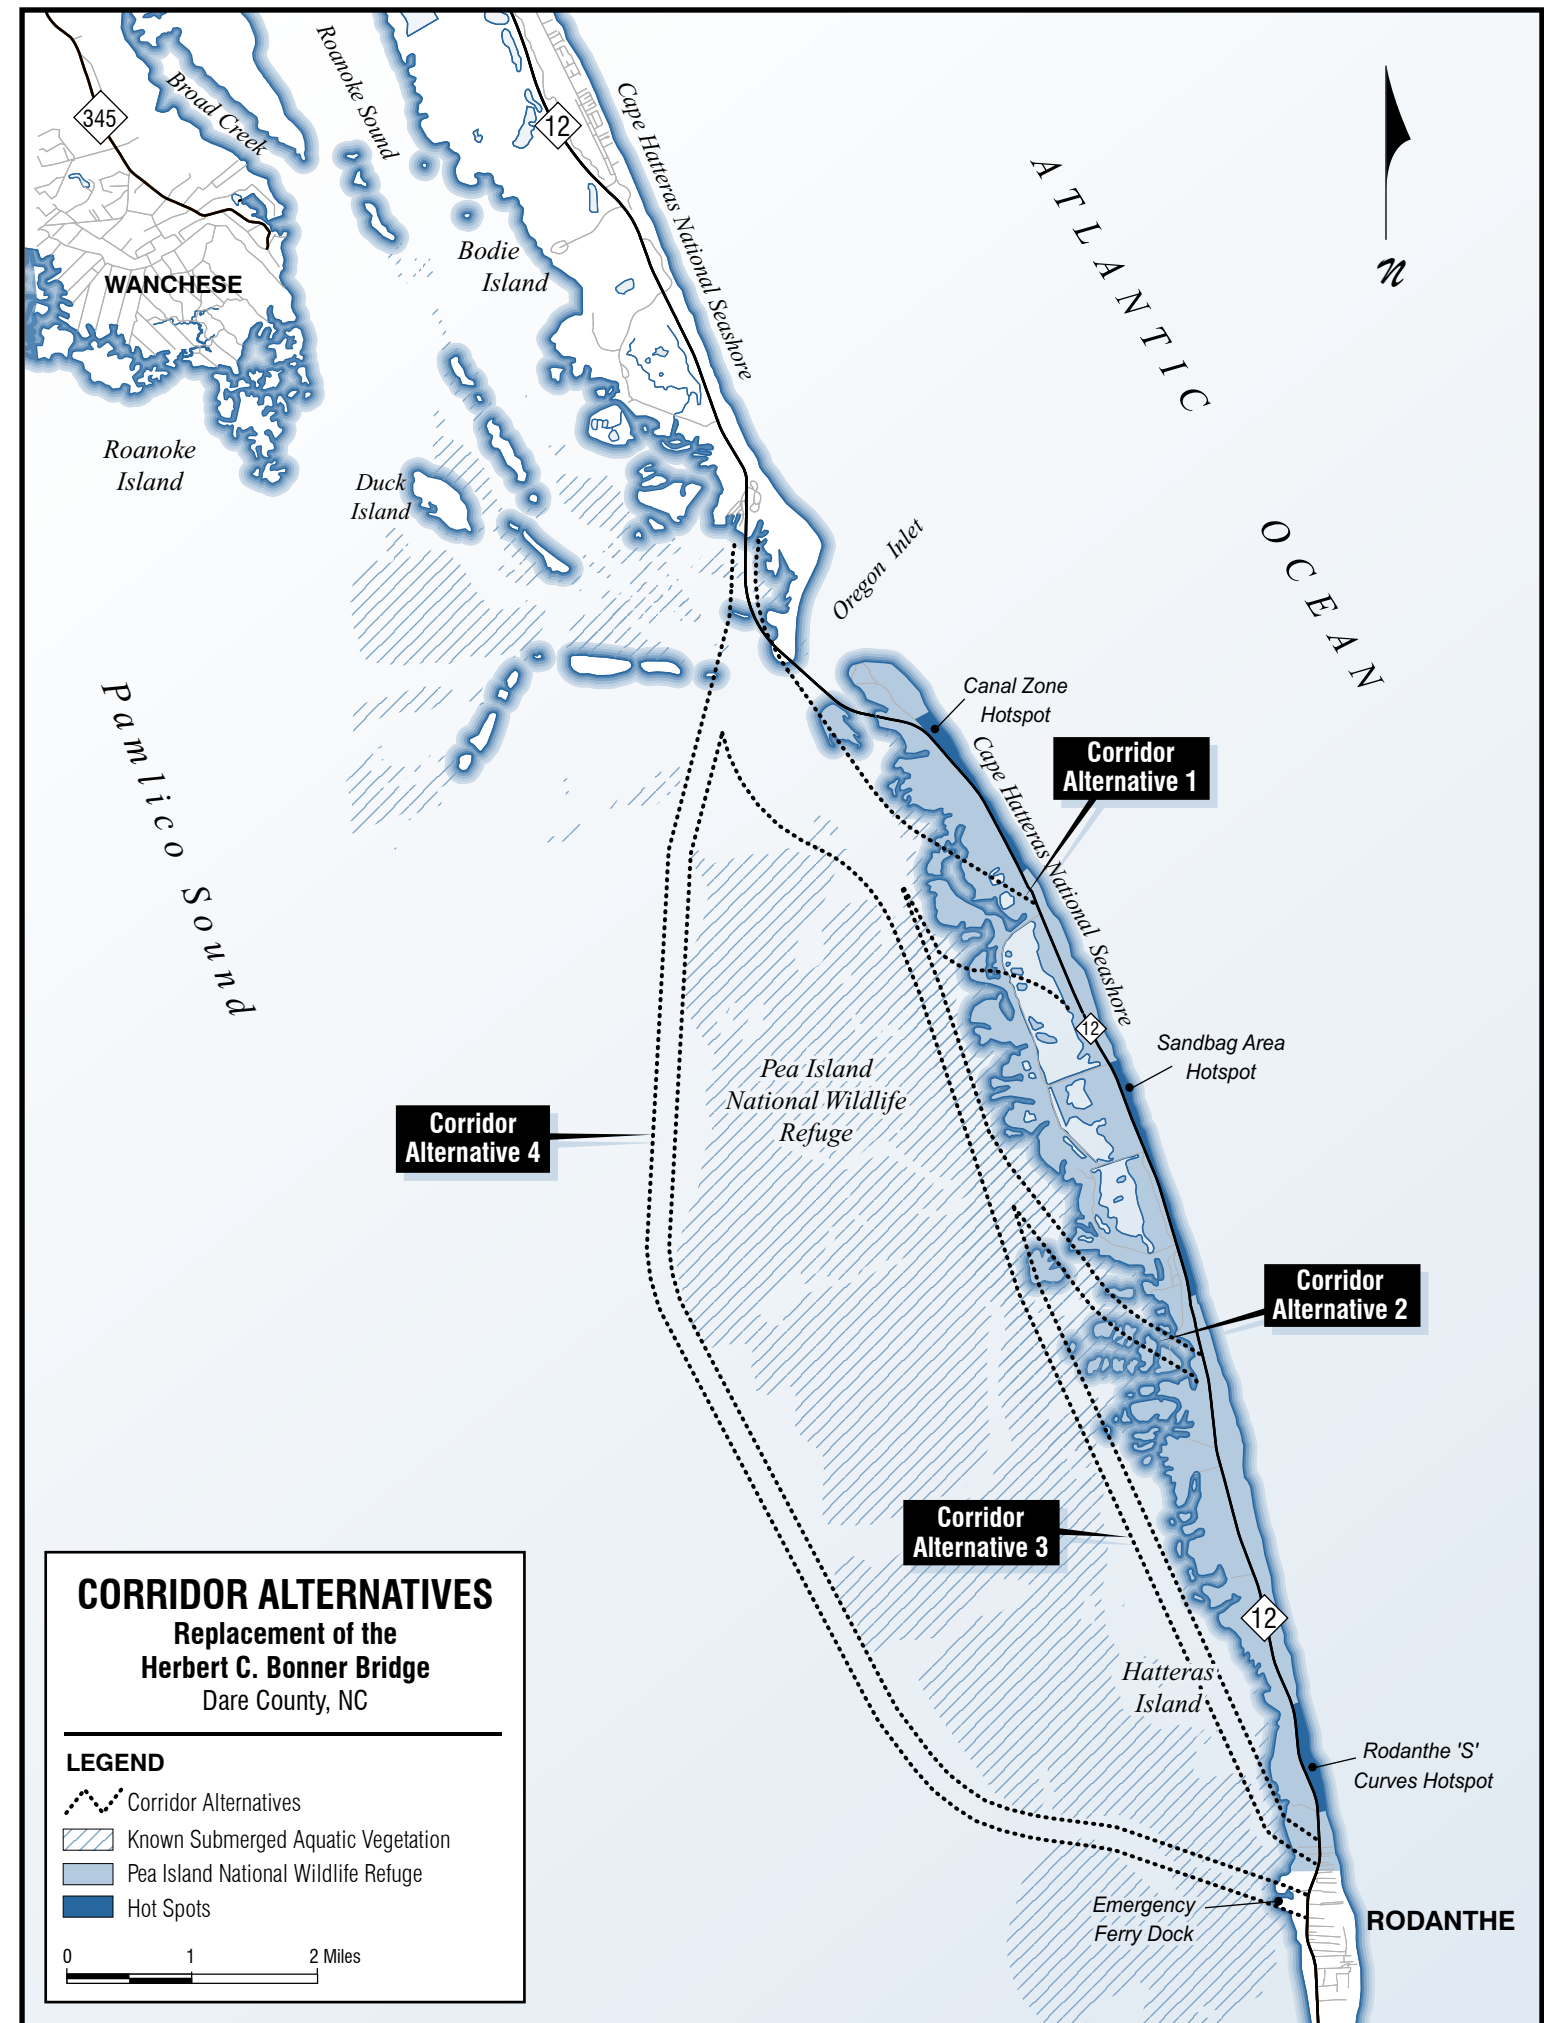 345
Broad Creek
Roanoke Sound
12
Cape Hatteras National Seashore
ATLANTIC
OCEAN
n
WANCHESE
Bodie
Island
Roanoke
Island
Duck
Island
Oregon Inlet
Pamlico Sound
Canal Zone
Hotspot
Cape Hatteras National Seashore
Corridor
Alternative 1
12
Sandbag Area
Hotspot
Pea Island
National Wildlife
Refuge
Corridor
Alternative 4
Corridor
Alternative 2
Corridor
Alternative 3
12
Hatteras
Island
Rodanthe 'S'
Curves Hotspot
Emergency
Ferry Dock
RODANTHE
CORRIDOR ALTERNATIVES
Replacement of the
Herbert C. Bonner Bridge
Dare County, NC
LEGEND
Corridor Alternatives
Known Submerged Aquatic Vegetation
Pea Island National Wildlife Refuge
Hot Spots
0 1 2 Miles